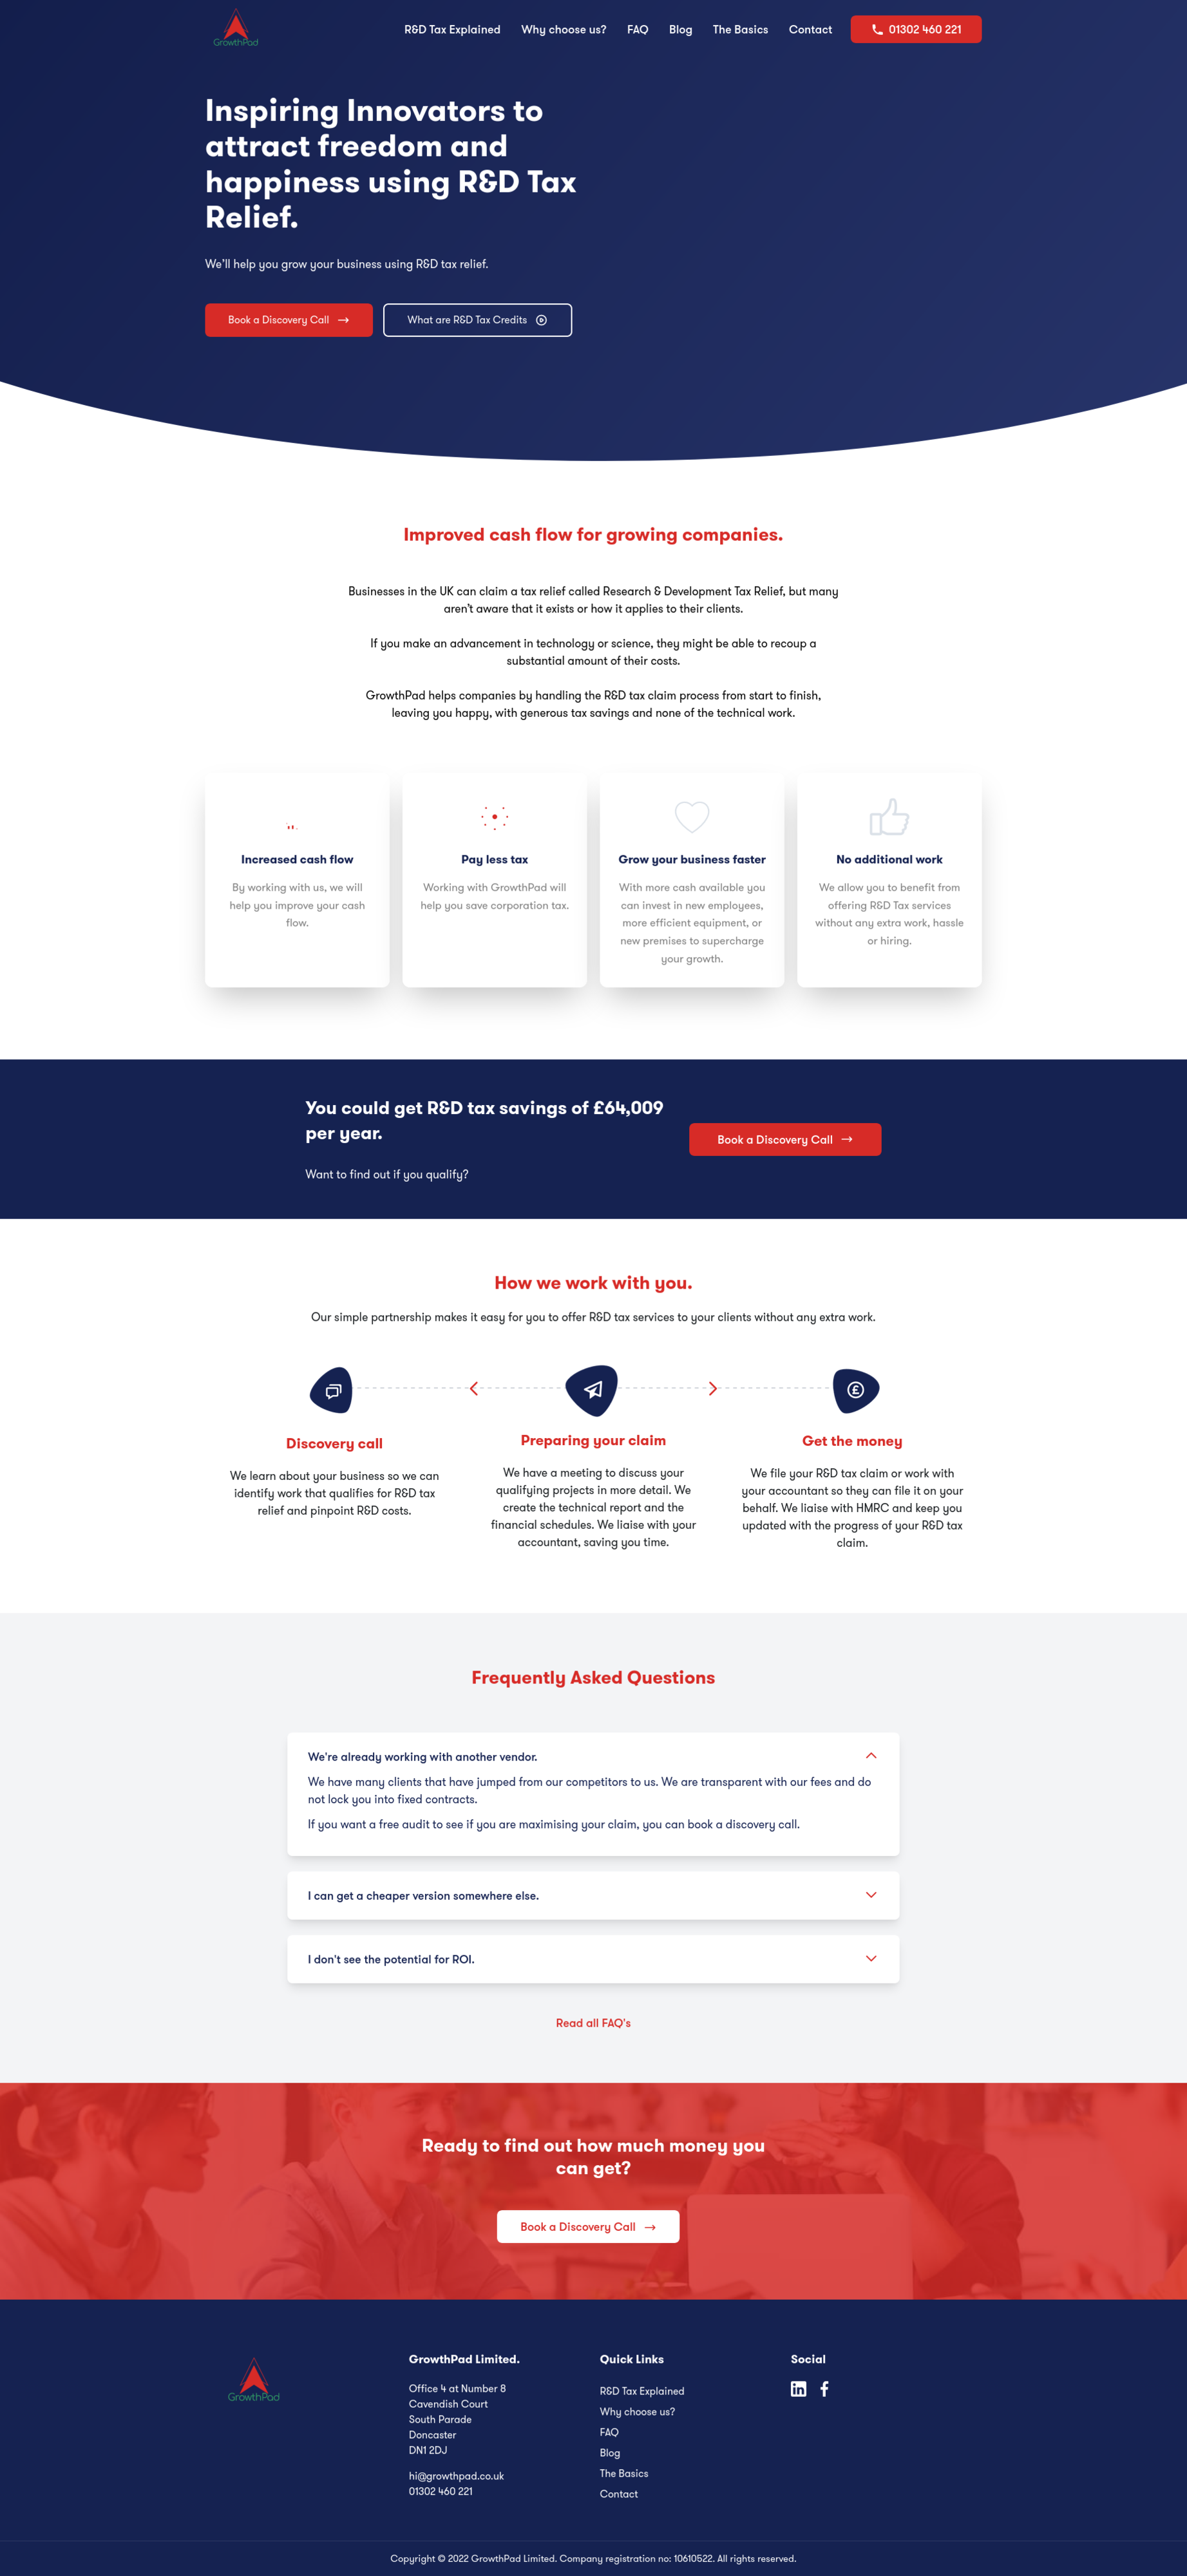 GrowthPad
R&D Tax Explained
Why choose us?
FAQ
Blog
The Basics
Contact
01302 460 221
Inspiring Innovators to
attract freedom and
happiness using R&D Tax
Relief.
We'll help you grow your business using R&D tax relief.
Book a Discovery Call
What are R&D Tax Credits
Improved cash flow for growing companies.
Businesses in the UK can claim a tax relief called Research & Development Tax Relief, but many
aren't aware that it exists or how it applies to their clients.
If you make an advancement in technology or science, they might be able to recoup a
substantial amount of their costs.
GrowthPad helps companies by handling the R&D tax claim process from start to finish,
leaving you happy, with generous tax savings and none of the technical work.
Increased cash flow
By working with us, we will
help you improve your cash
flow.
Pay less tax
Working with GrowthPad will
help you save corporation tax.
Grow your business faster
With more cash available you
can invest in new employees,
more efficient equipment, or
new premises to supercharge
your growth.
No additional work
We allow you to benefit from
offering R&D Tax services
without any extra work, hassle
or hiring.
You could get R&D tax savings of £64,009
per year.
Want to find out if you qualify?
Book a Discovery Call
How we work with you.
Our simple partnership makes it easy for you to offer R&D tax services to your clients without any extra work.
Discovery call
We learn about your business so we can
identify work that qualifies for R&D tax
relief and pinpoint R&D costs.
Preparing your claim
We have a meeting to discuss your
qualifying projects in more detail. We
create the technical report and the
financial schedules. We liaise with your
accountant, saving you time.
Get the money
We file your R&D tax claim or work with
your accountant so they can file it on your
behalf. We liaise with HMRC and keep you
updated with the progress of your R&D tax
claim.
Frequently Asked Questions
We're already working with another vendor.
We have many clients that have jumped from our competitors to us. We are transparent with our fees and do
not lock you into fixed contracts.
If you want a free audit to see if you are maximising your claim, you can book a discovery call.
I can get a cheaper version somewhere else.
I don't see the potential for ROI.
Read all FAQ's
Ready to find out how much money you
can get?
Book a Discovery Call
GrowthPad
GrowthPad Limited.
Office 4 at Number 8
Cavendish Court
South Parade
Doncaster
DN1 2DJ
hi@growthpad.co.uk
01302 460 221
Quick Links
R&D Tax Explained
Why choose us?
FAQ
Blog
The Basics
Contact
Social
Copyright © 2022 GrowthPad Limited. Company registration no: 10610522. All rights reserved.